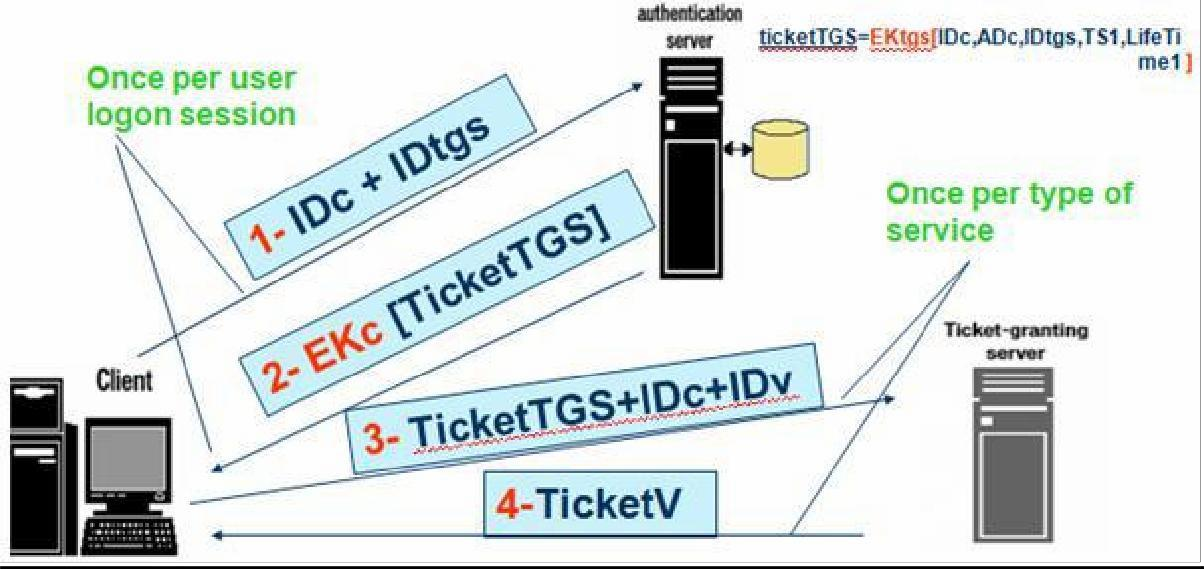 authentication
server
ticketTGS=EKtgs[IDc,ADc,IDtgs,TS1,LifeTi
me1 ]
Once per user
logon session
1- IDc + IDtgs
2- EKc [TicketTGS]
Once per type of
service
Ticket-granting
server
Client
3- TicketTGS+IDc+IDv
4-TicketV